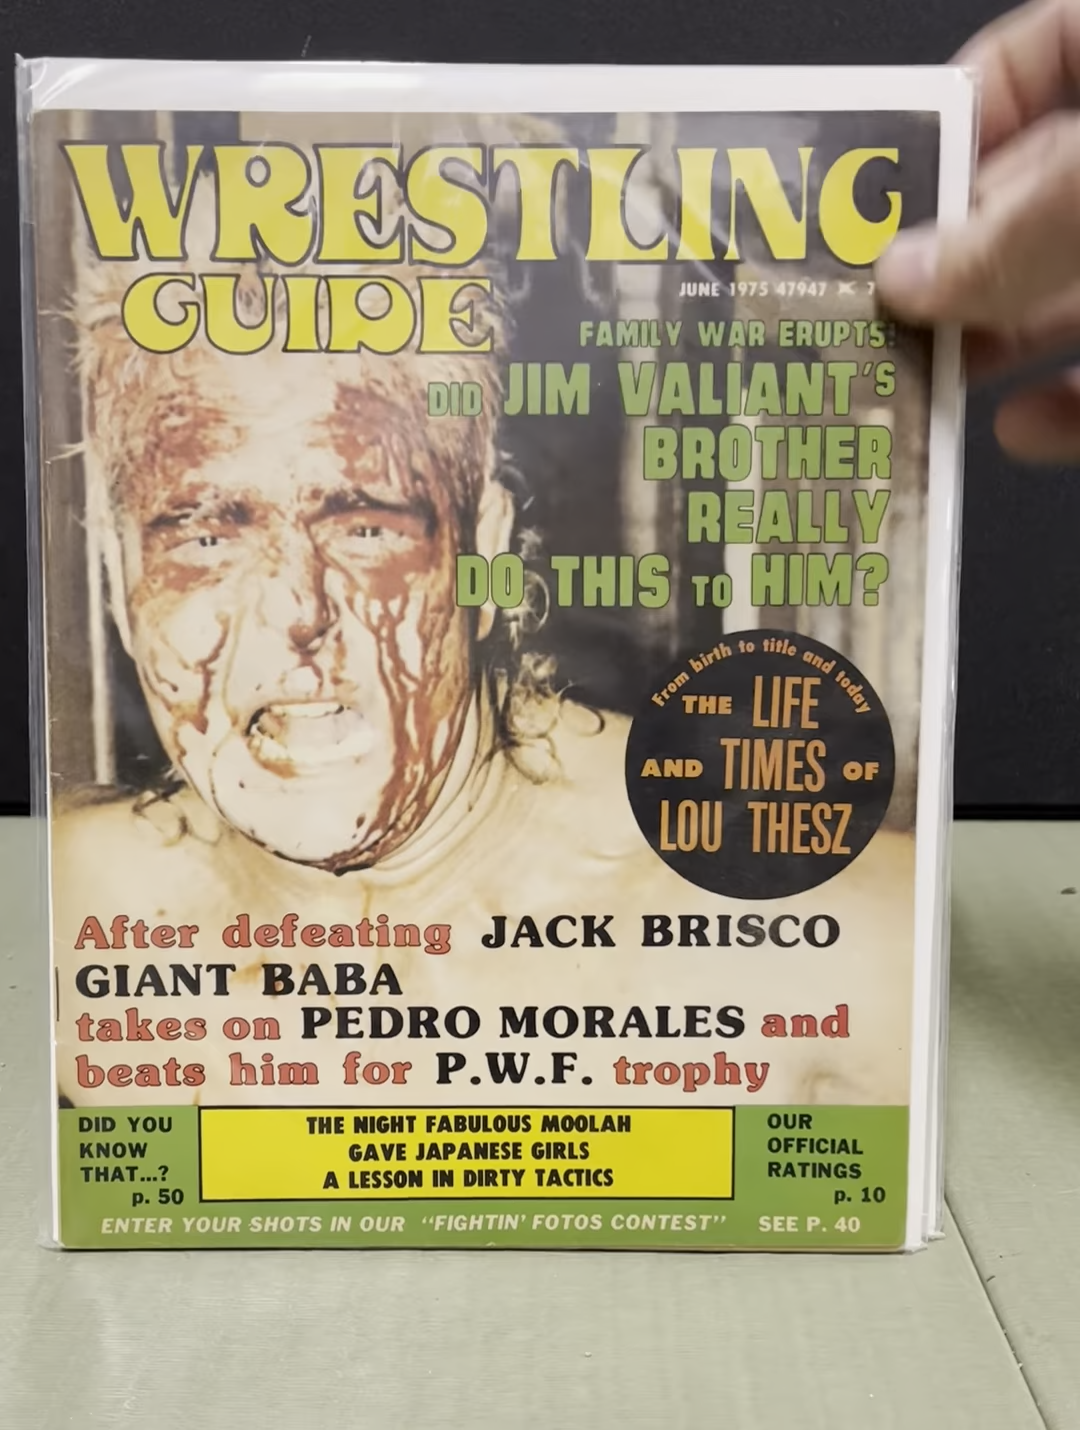 WRESTLING
GUIDE
JUNE 1975 47947
FAMILY WAR ERUPTS!
DID JIM VALIANT'S
BROTHER
REALLY
DO THIS TO HIM?
From birth to title and today
THE LIFE
AND TIMES OF
LOU THESZ
After defeating JACK BRISCO
GIANT BABA
takes on PEDRO MORALES and
beats him for P.W.F. trophy
DID YOU
KNOW
THAT...?
p. 50
THE NIGHT FABULOUS MOOLAH
GAVE JAPANESE GIRLS
A LESSON IN DIRTY TACTICS
OUR
OFFICIAL
RATINGS
p. 10
ENTER YOUR SHOTS IN OUR "FIGHTIN' FOTOS CONTEST" SEE P. 40